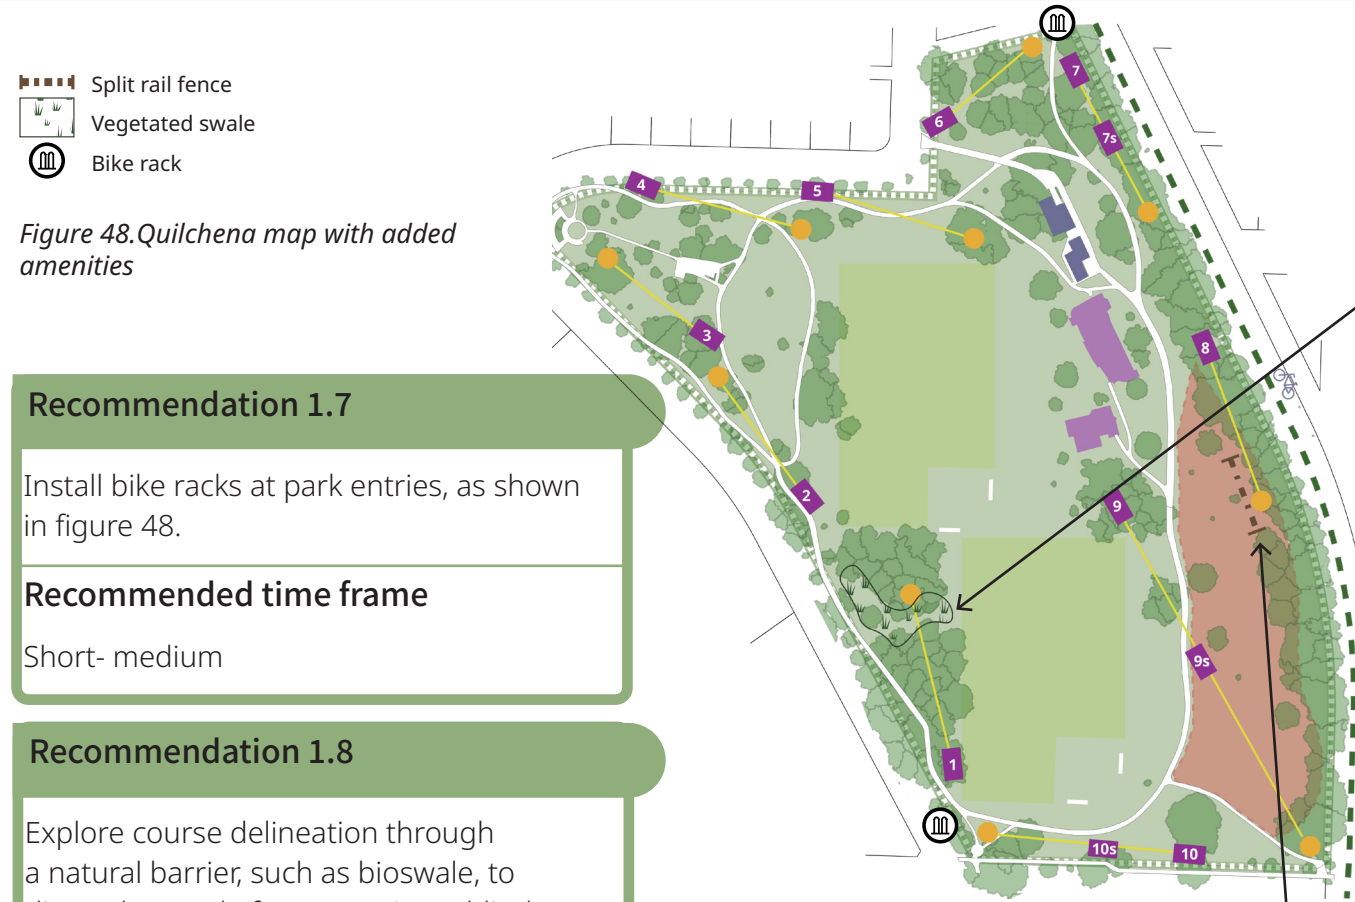 Split rail fence
Vegetated swale
Bike rack
Figure 48.Quilchena map with added
amenities
Recommendation 1.7
Install bike racks at park entries, as shown
in figure 48.
Recommended time frame
Short- medium
Recommendation 1.8
Explore course delineation through
a natural barrier, such as bioswale, to
7
6
7s
4
5
3
8
2
9
9s
1
10s
10